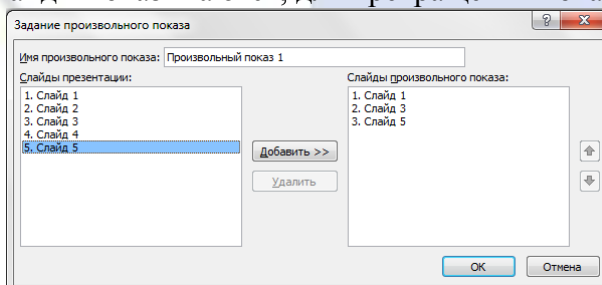 Задание произвольного показа
Имя произвольного показа: Произвольный показ 1
Слайды презентации:
1. Слайд 1
2. Слайд 2
3. Слайд 3
4. Слайд 4
5. Слайд 5
Добавить >>
Удалить
Слайды произвольного показа:
1. Слайд 1
2. Слайд 3
3. Слайд 5
ОК
Отмена